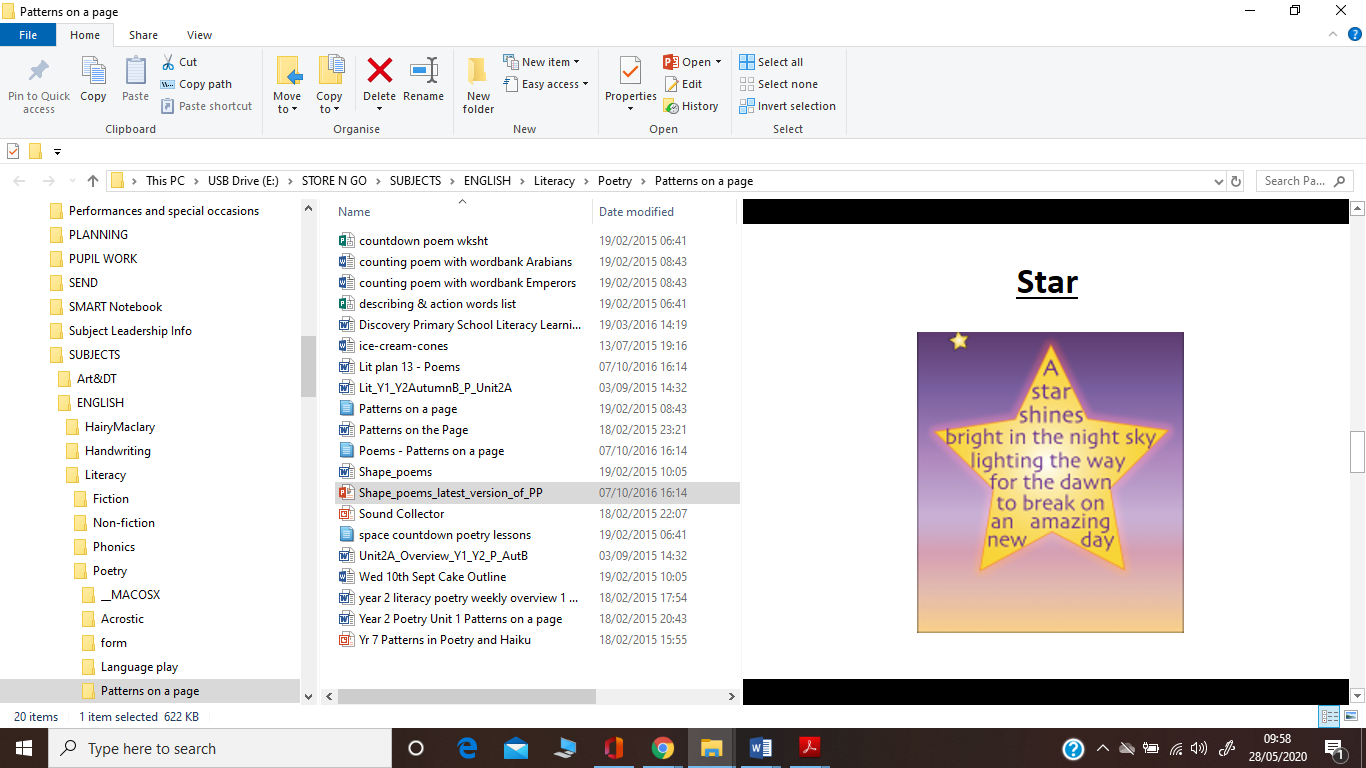 Patterns on a page
File Home Share View
Pin to Quick access
Copy
Paste
Cut
Copy path
Paste shortcut
Clipboard
Move to
Copy to
Delete
Rename
Organise
New folder
New item
Easy access
New
Properties
Open
Edit
History
Open
Select all
Select none
Invert selection
Select
This PC > USB Drive (E:) > STORE N GO > SUBJECTS > ENGLISH > Literacy > Poetry > Patterns on a page
Search Pa...
Performances and special occasions
PLANNING
PUPIL WORK
SEND
SMART Notebook
Subject Leadership Info
SUBJECTS
Art&DT
ENGLISH
HairyMaclary
Handwriting
Literacy
Fiction
Non-fiction
Phonics
Poetry
__MACOSX
Acrostic
form
Language play
Patterns on a page
Name Date modified
countdown poem wksht 19/02/2015 06:41
counting poem with wordbank Arabians 19/02/2015 08:43
counting poem with wordbank Emperors 19/02/2015 08:43
describing & action words list 19/02/2015 06:41
Discovery Primary School Literacy Learni... 19/03/2016 14:19
ice-cream-cones 13/07/2015 19:16
Lit plan 13 - Poems 07/10/2016 16:14
Lit_Y1_Y2AutumnB_P_Unit2A 03/09/2015 14:32
Patterns on a page 19/02/2015 08:43
Patterns on the Page 18/02/2015 23:21
Poems - Patterns on a page 07/10/2016 16:14
Shape_poems 19/02/2015 10:05
Shape_poems_latest_version_of_PP 07/10/2016 16:14
Sound Collector 18/02/2015 22:07
space countdown poetry lessons 19/02/2015 06:41
Unit2A_Overview_Y1_Y2_P_AutB 03/09/2015 14:32
Wed 10th Sept Cake Outline 19/02/2015 10:05
year 2 literacy poetry weekly overview 1 ... 18/02/2015 17:54
Year 2 Poetry Unit 1 Patterns on a page 18/02/2015 20:43
Yr 7 Patterns in Poetry and Haiku 18/02/2015 15:55
Star
A
star
shines
bright in the night sky
lighting the way
for the dawn
to break on
an amazing
new day
20 items 1 item selected 622 KB
Type here to search
09:58
28/05/2020
1